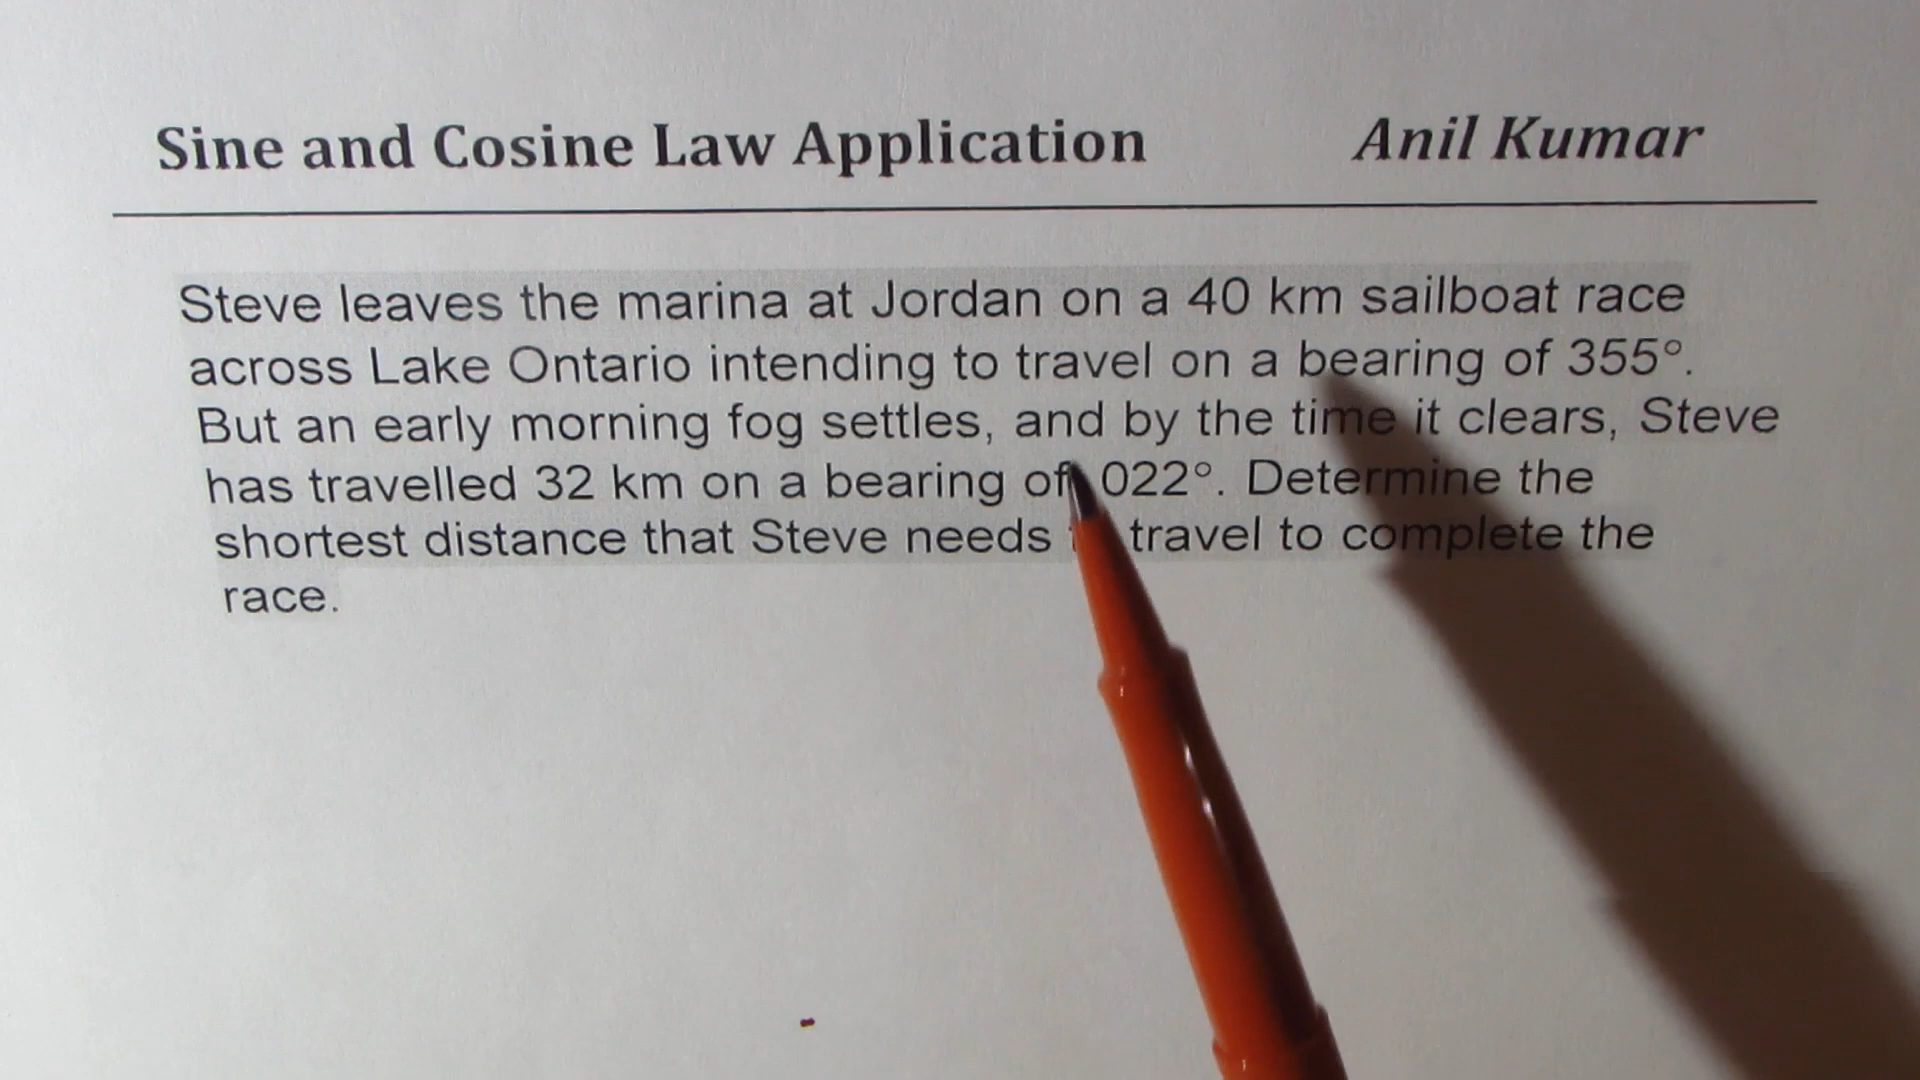 Sine and Cosine Law Application Anil Kumar
Steve leaves the marina at Jordan on a 40 km sailboat race
across Lake Ontario intending to travel on a bearing of 355°.
But an early morning fog settles, and by the time it clears, Steve
has travelled 32 km on a bearing of 022°. Determine the
shortest distance that Steve needs travel to complete the
race.